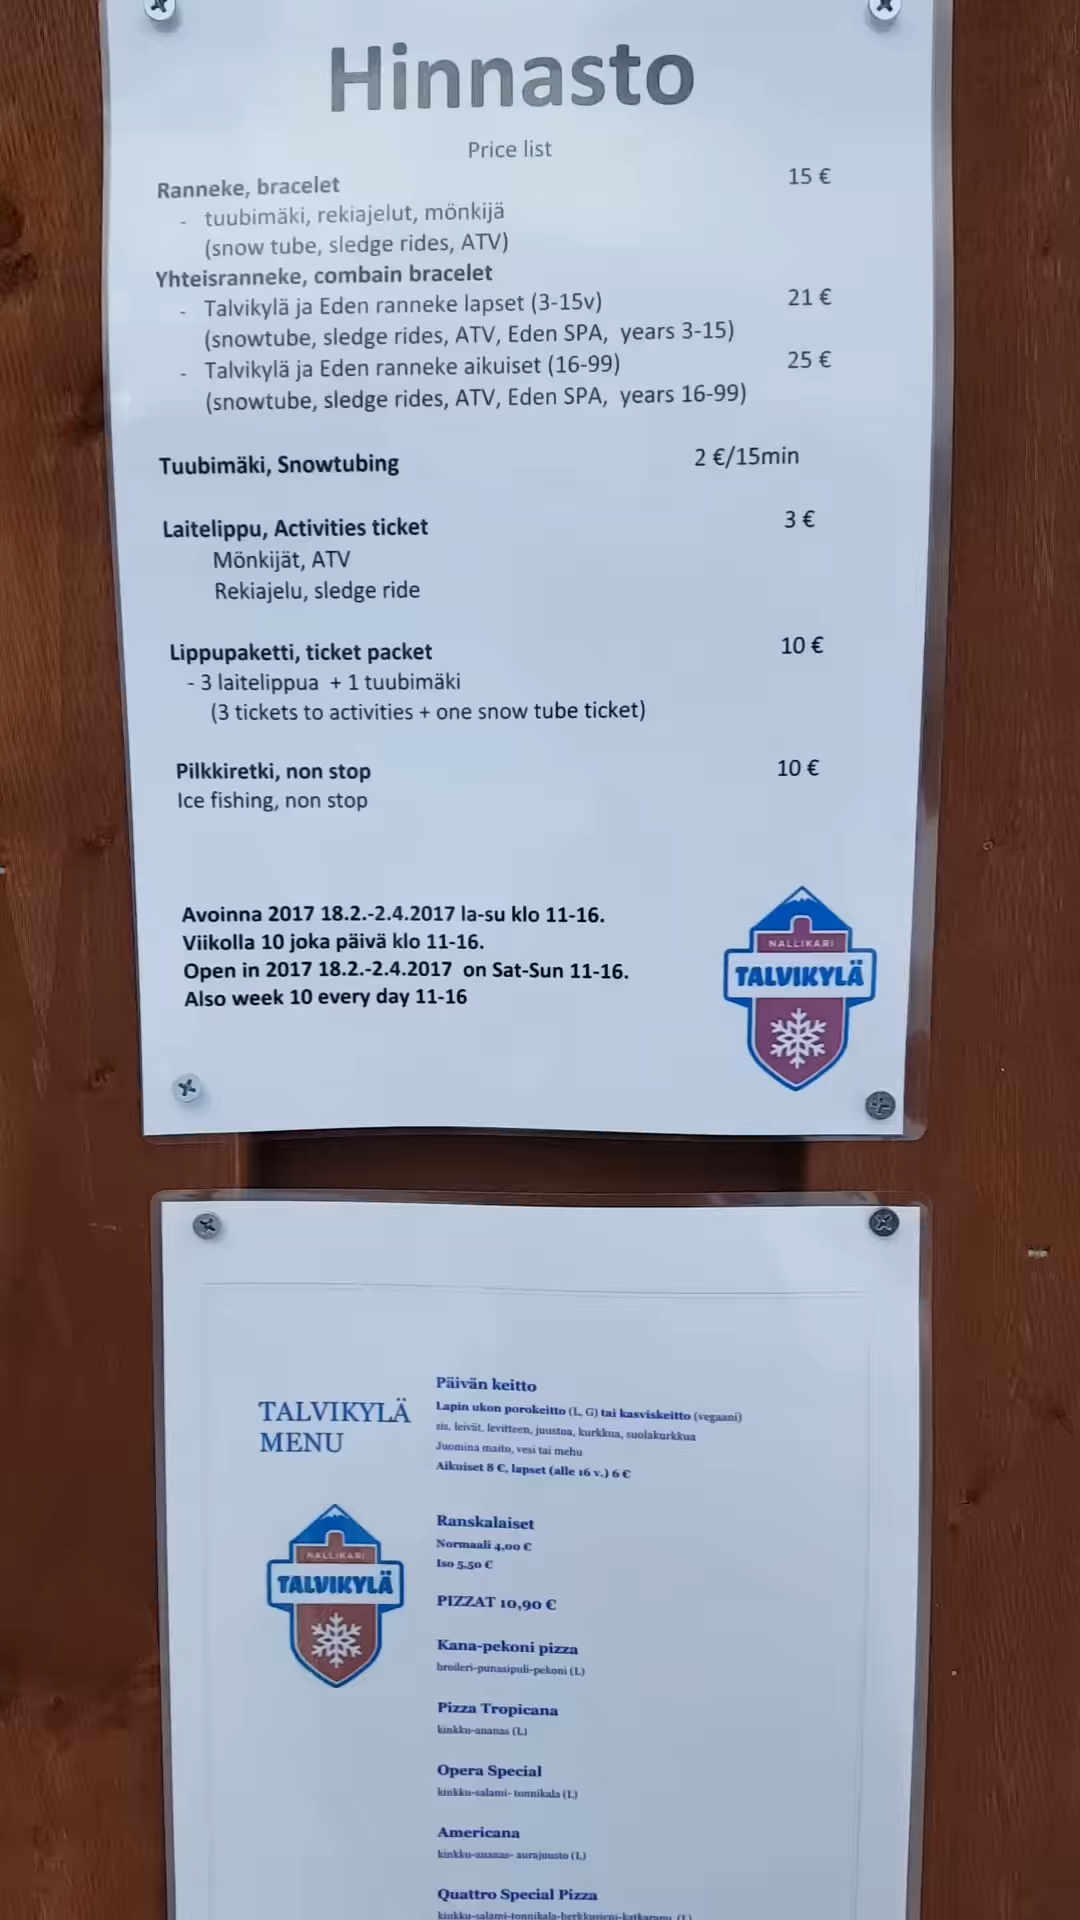 Hinnasto
Price list
Ranneke, bracelet 15 €
- tuubimäki, rekiajelut, mönkijä
(snow tube, sledge rides, ATV)
Yhteisranneke, combain bracelet
- Talvikylä ja Eden ranneke lapset (3-15v) 21 €
(snowtube, sledge rides, ATV, Eden SPA, years 3-15)
- Talvikylä ja Eden ranneke aikuiset (16-99) 25 €
(snowtube, sledge rides, ATV, Eden SPA, years 16-99)
Tuubimäki, Snowtubing 2 €/15min
Laitelippu, Activities ticket 3 €
Mönkijät, ATV
Rekiajelu, sledge ride
Lippupaketti, ticket packet 10 €
- 3 laitelippua + 1 tuubimäki
(3 tickets to activities + one snow tube ticket)
Pilkkiretki, non stop 10 €
Ice fishing, non stop
Avoinna 2017 18.2.-2.4.2017 la-su klo 11-16.
Viikolla 10 joka päivä klo 11-16.
Open in 2017 18.2.-2.4.2017 on Sat-Sun 11-16.
Also week 10 every day 11-16
NALLIKARI
TALVIKYLÄ
TALVIKYLÄ
MENU
NALLIKARI
TALVIKYLÄ
Päivän keitto
Lapin ukon porokeitto (L, G) tai kasviskeitto (vegaani)
sis. leivät, levitteen, juustoa, kurkkua, suolakurkkua
Juomina maito, vesi tai mehu
Aikuiset 8 €, lapset (alle 16 v.) 6 €
Ranskalaiset
Normaali 4,00 €
Iso 5,50 €
PIZZAT 10,90 €
Kana-pekoni pizza
broileri-punasipuli-pekoni (L)
Pizza Tropicana
kinkku-ananas (L)
Opera Special
kinkku-salami- tonnikala (L)
Americana
kinkku-ananas- aurajuusto (L)
Quattro Special Pizza
kinkku-salami-tonnikala-herkkusieni-katkarapu (L)